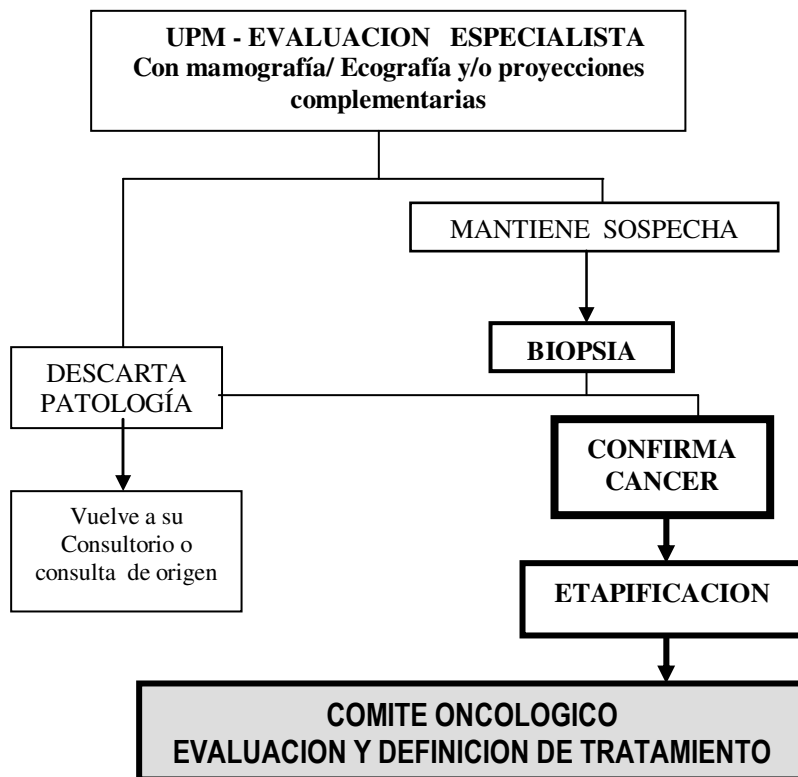 UPM - EVALUACION ESPECIALISTA
Con mamografía/ Ecografía y/o proyecciones
complementarias
MANTIENE SOSPECHA
BIOPSIA
DESCARTA
PATOLOGÍA
CONFIRMA
CANCER
Vuelve a su
Consultorio o
consulta de origen
ETAPIFICACION
COMITE ONCOLOGICO
EVALUACION Y DEFINICION DE TRATAMIENTO